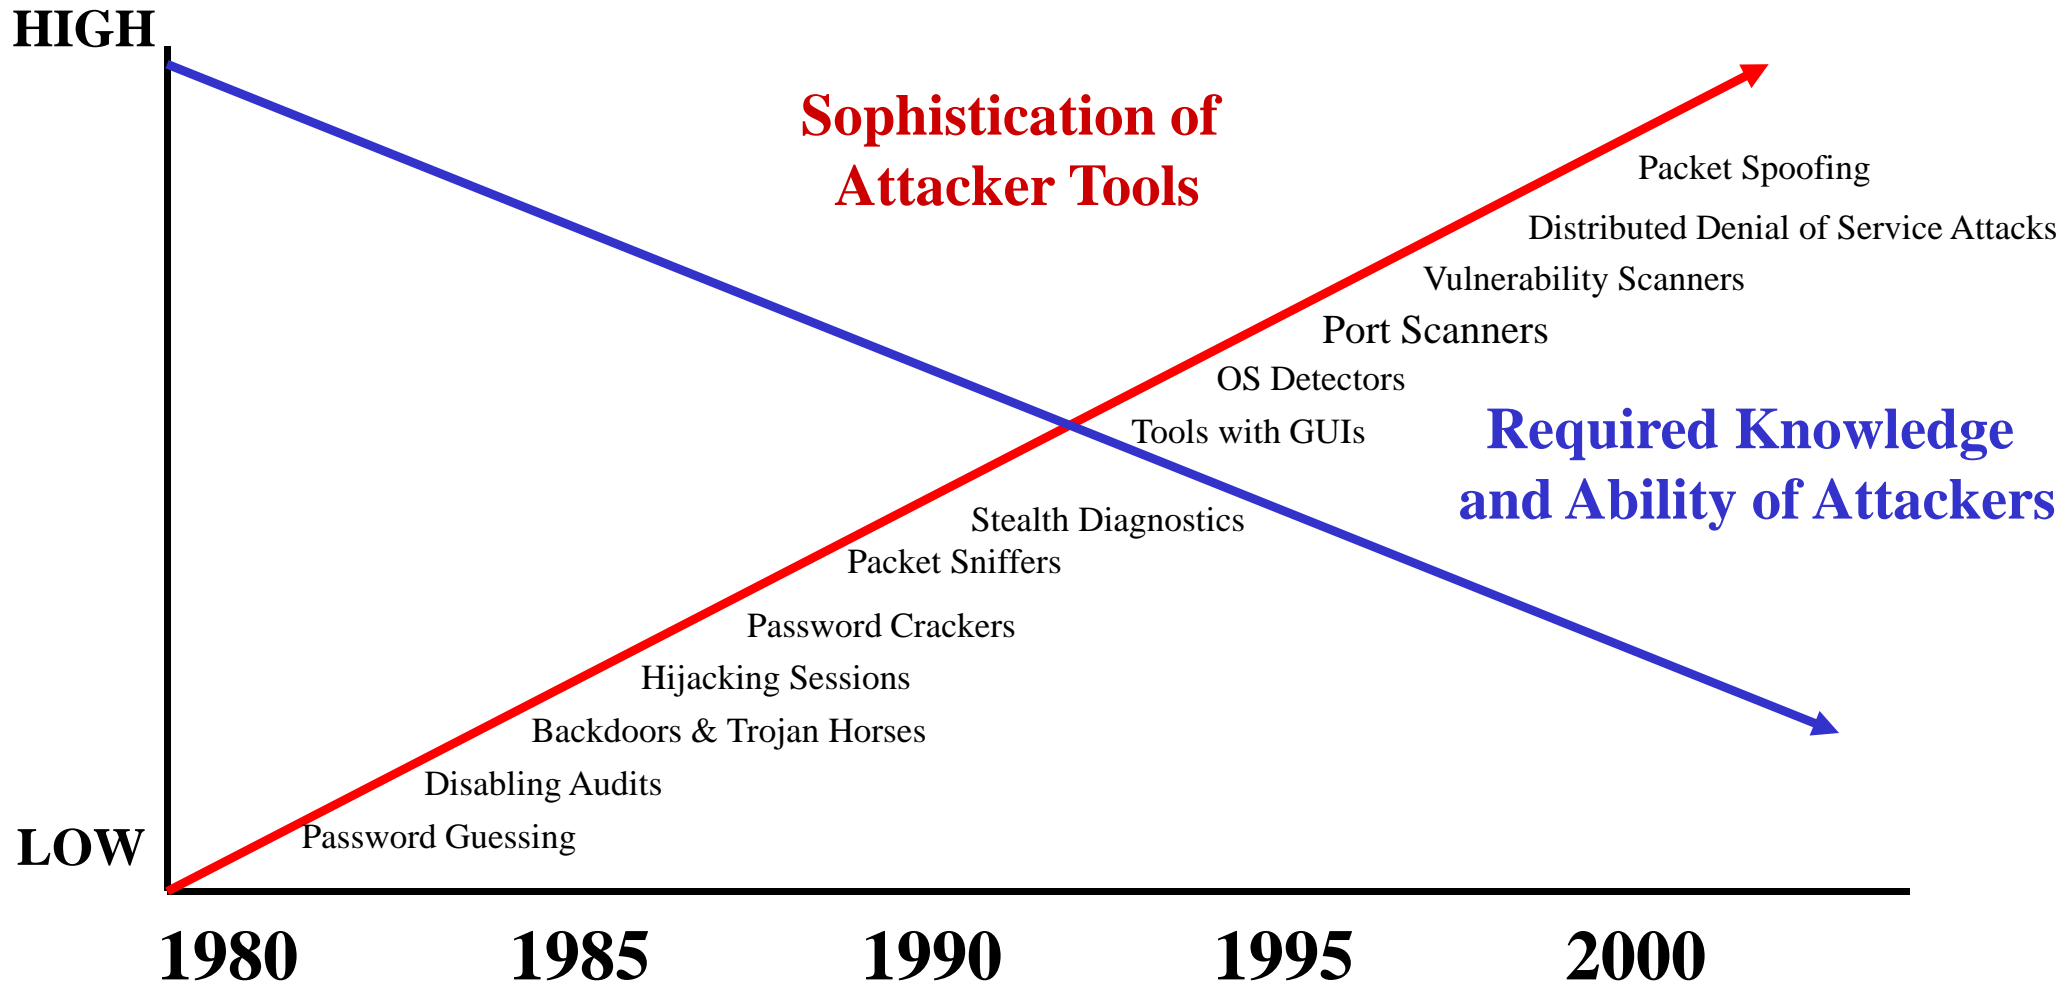 HIGH
Sophistication of
Attacker Tools
Packet Spoofing
Distributed Denial of Service Attacks
Vulnerability Scanners
Port Scanners
OS Detectors
Tools with GUIs
Required Knowledge
and Ability of Attackers
Stealth Diagnostics
Packet Sniffers
Password Crackers
Hijacking Sessions
Backdoors & Trojan Horses
Disabling Audits
Password Guessing
LOW
1980 1985 1990 1995 2000